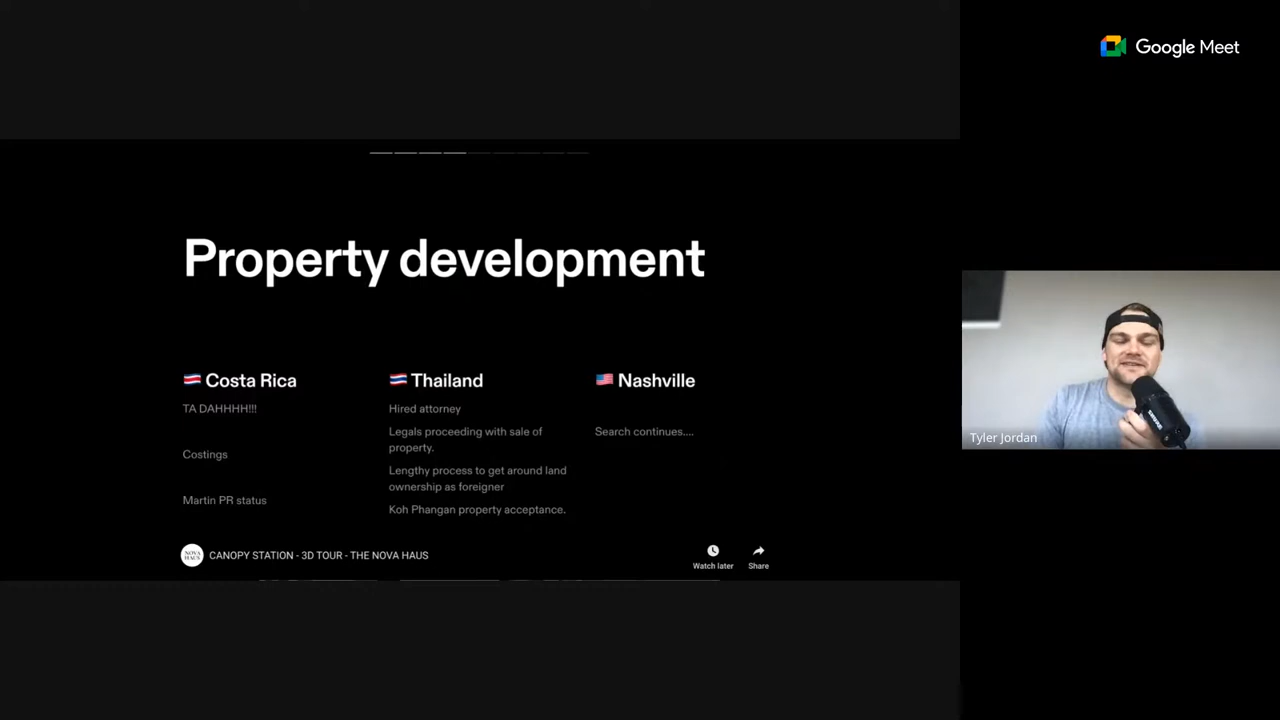 Google Meet
Property development
Costa Rica
TA DAHHHH!!!
Costings
Martin PR status
Thailand
Hired attorney
Legals proceeding with sale of
property.
Lengthy process to get around land
ownership as foreigner
Koh Phangan property acceptance.
Nashville
Search continues....
Tyler Jordan
NOVA
HAUS
CANOPY STATION - 3D TOUR - THE NOVA HAUS
Watch later
Share